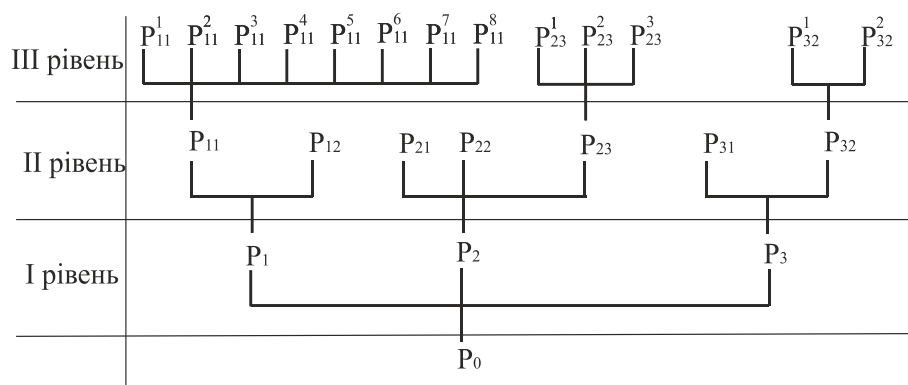 P₁₁¹ P₁₁² P₁₁³ P₁₁⁴ P₁₁⁵ P₁₁⁶ P₁₁⁷ P₁₁⁸ P₂₃¹ P₂₃² P₂₃³ P₃₂¹ P₃₂²
III рівень
P₁₁ P₁₂ P₂₁ P₂₂ P₂₃ P₃₁ P₃₂
II рівень
P₁ P₂ P₃
I рівень
P₀